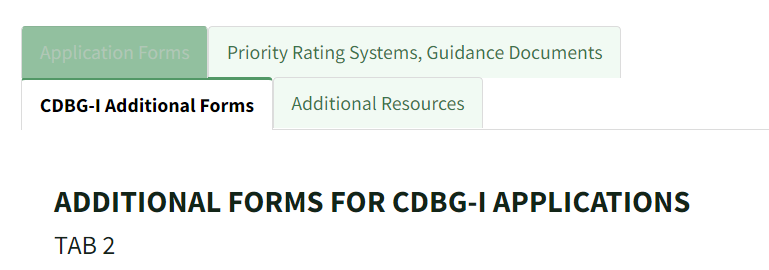 Application Forms
Priority Rating Systems, Guidance Documents
CDBG-I Additional Forms
Additional Resources
ADDITIONAL FORMS FOR CDBG-I APPLICATIONS
TAB 2